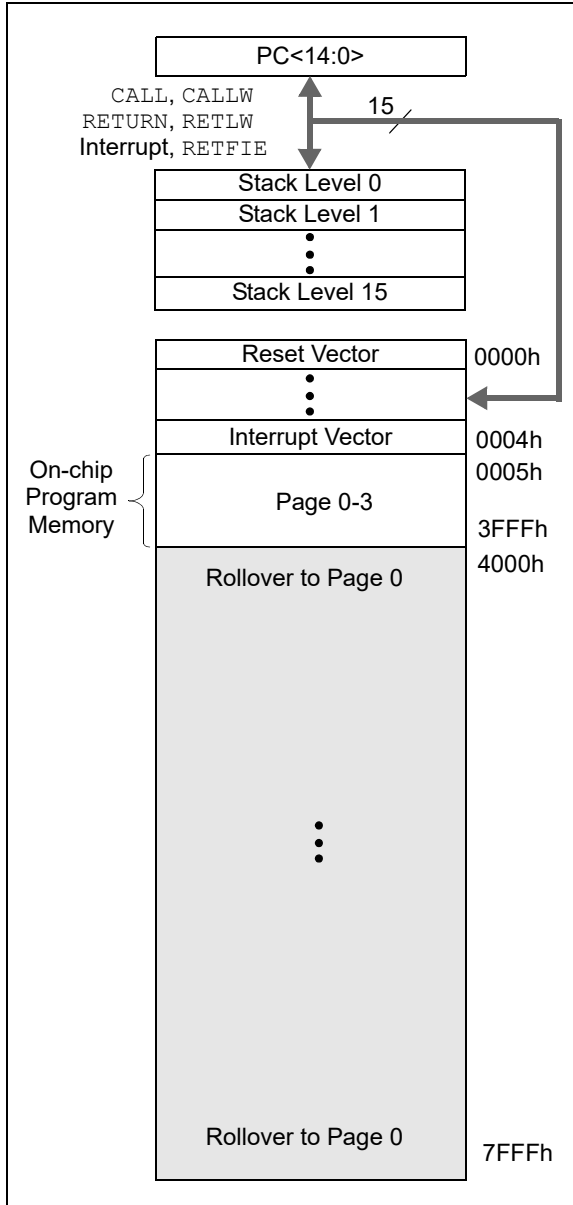 PC<14:0>
CALL, CALLW
15
RETURN, RETLW
Interrupt, RETFIE
Stack Level 0
Stack Level 1
Stack Level 15
Reset Vector
0000h
Interrupt Vector
0004h
On-chip
Program
Memory
0005h
Page 0-3
3FFFh
4000h
Rollover to Page 0
Rollover to Page 0
7FFFh